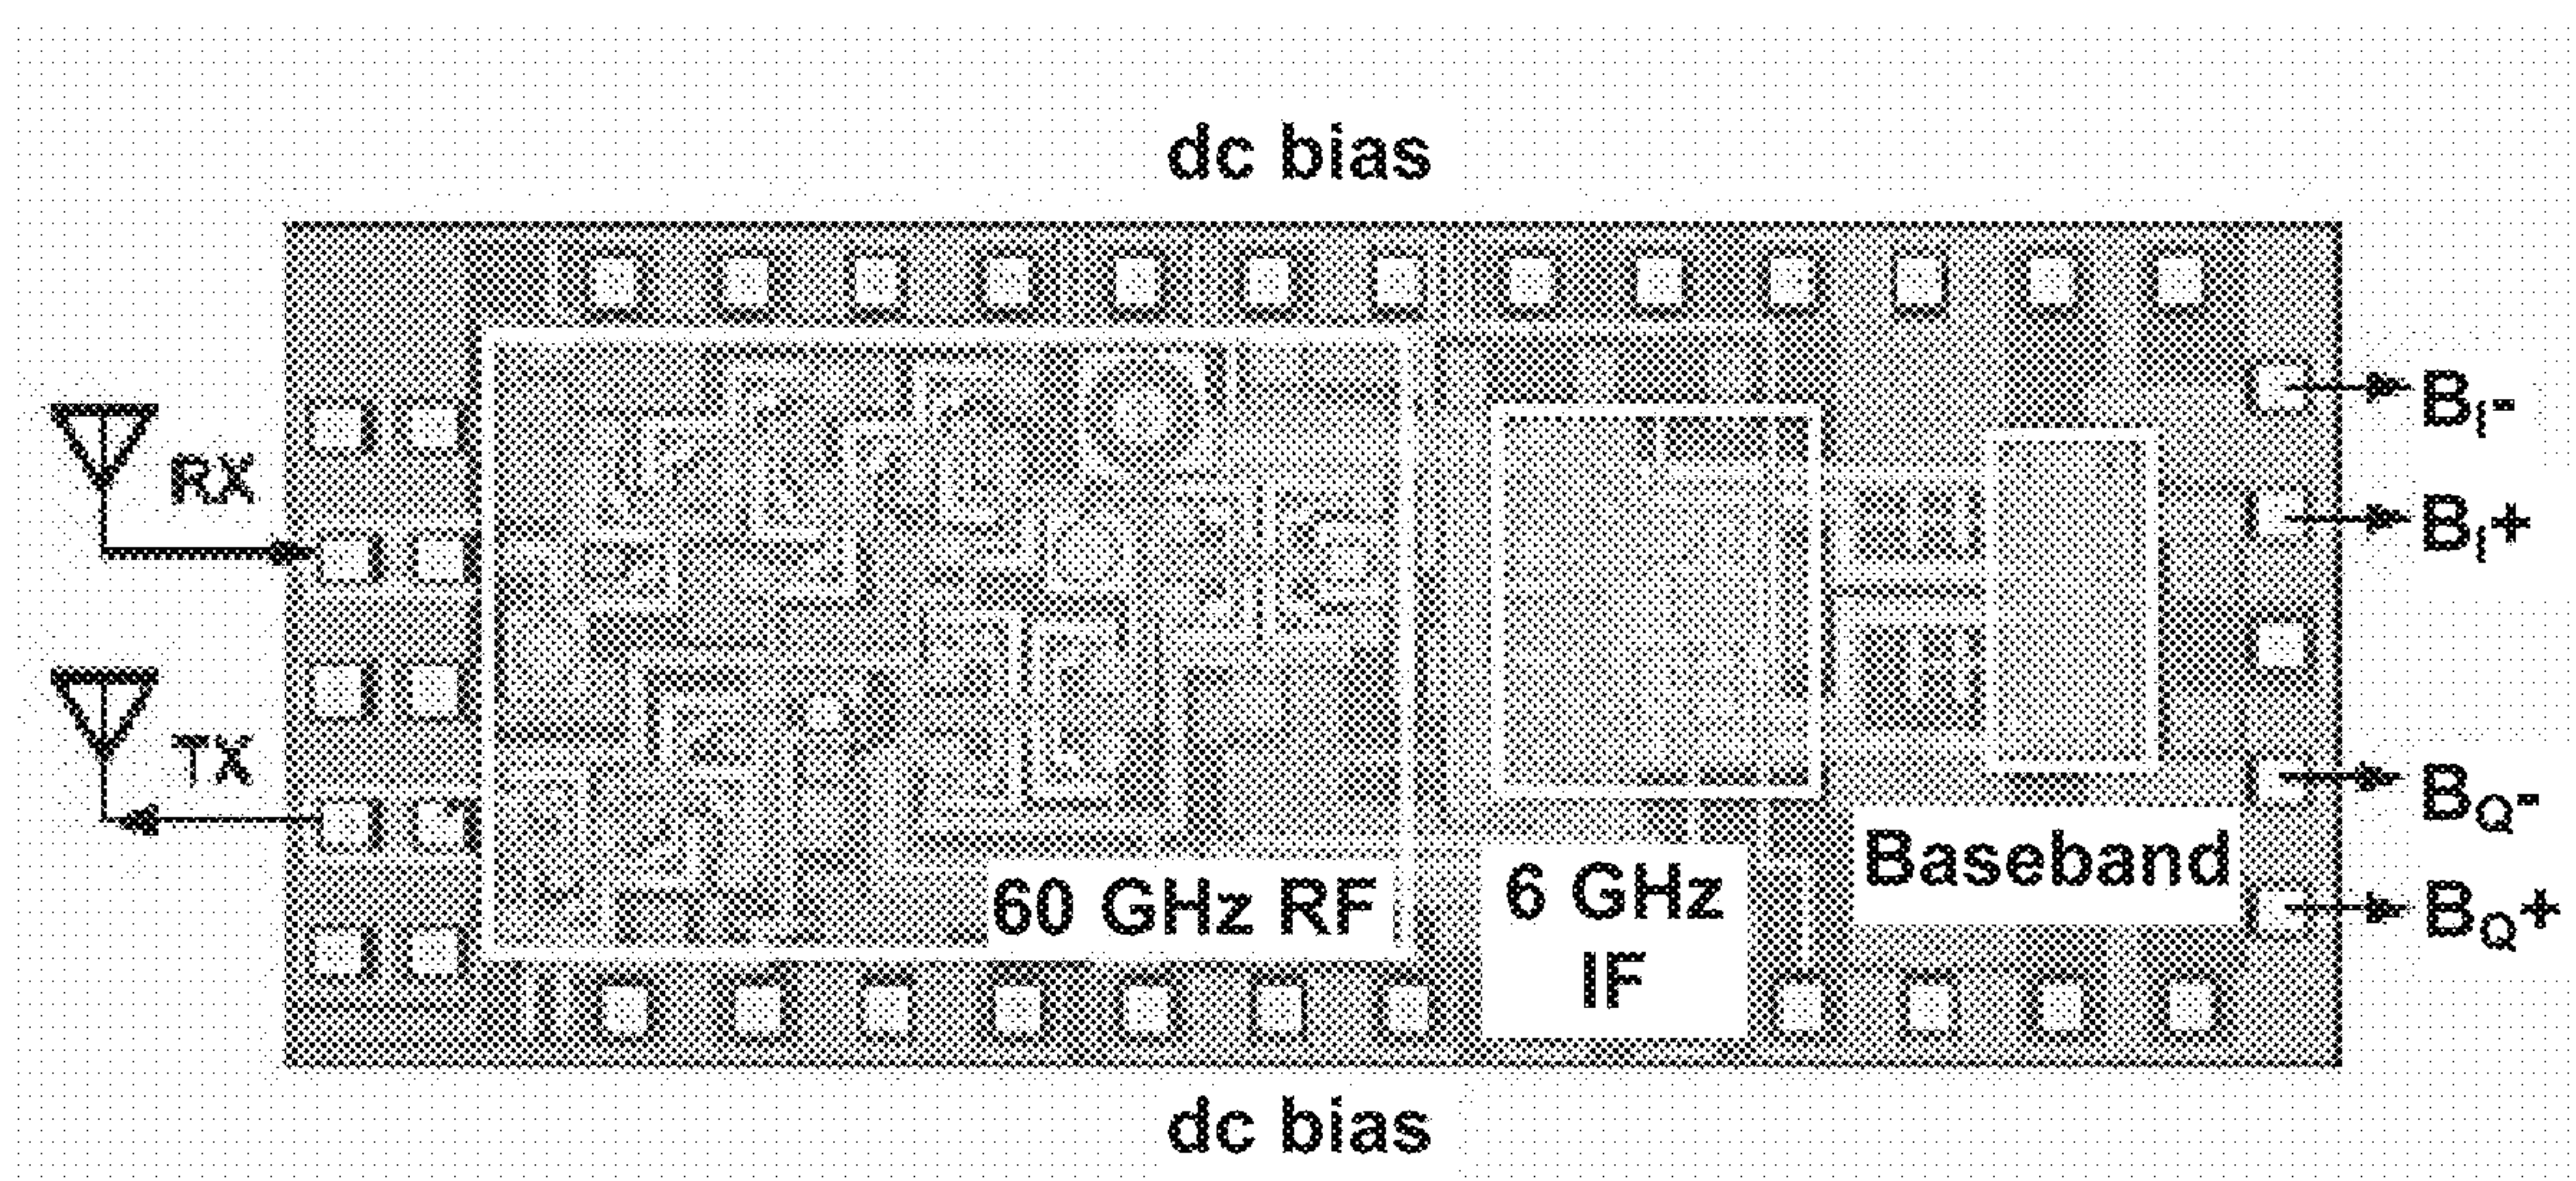 dc bias
RX
TX
B_I-
B_I+
B_Q-
B_Q+
60 GHz RF
6 GHz
IF
Baseband
dc bias